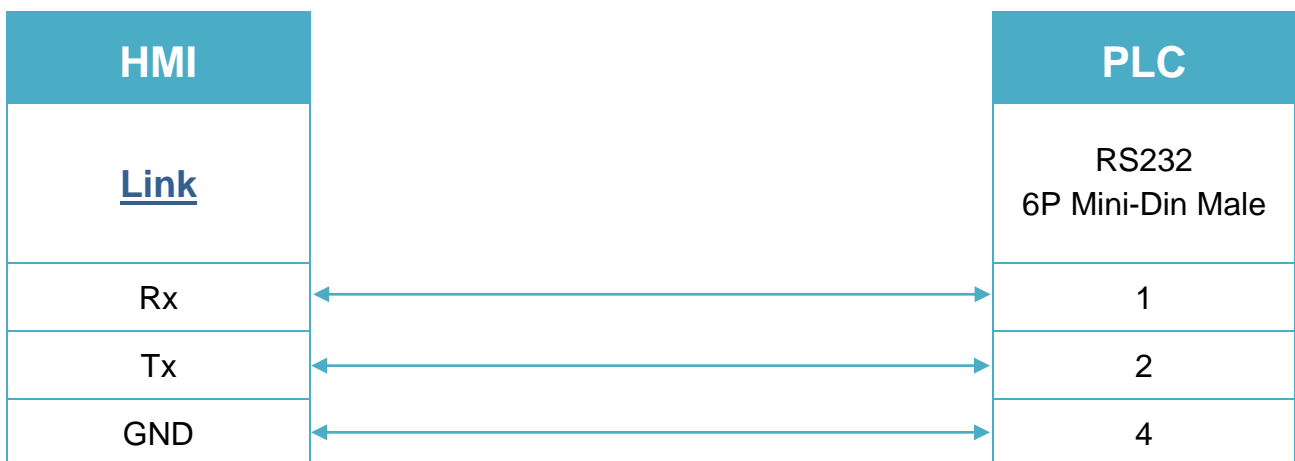 HMI PLC
Link RS232
6P Mini-Din Male
Rx 1
Tx 2
GND 4